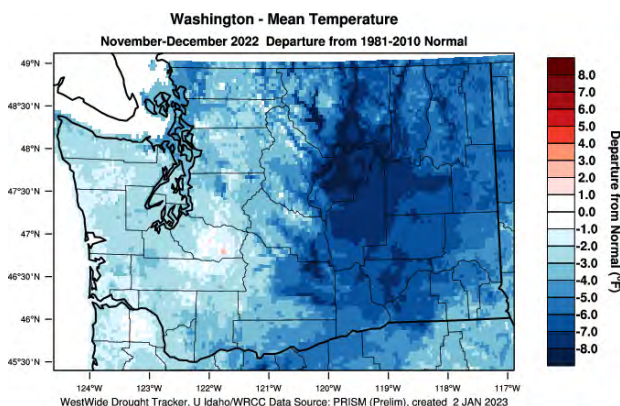 Washington - Mean Temperature
November-December 2022 Departure from 1981-2010 Normal
49°N
48°30'N
48°N
47°30'N
47°N
46°30'N
46°N
45°30'N
124°W 123°W 122°W 121°W 120°W 119°W 118°W 117°W
8.0
7.0
6.0
5.0
4.0
3.0
2.0
1.0
0.0
-1.0
-2.0
-3.0
-4.0
-5.0
-6.0
-7.0
-8.0
Departure from Normal (°F)
WestWide Drought Tracker, U Idaho/WRCC Data Source: PRISM (Prelim), created 2 JAN 2023